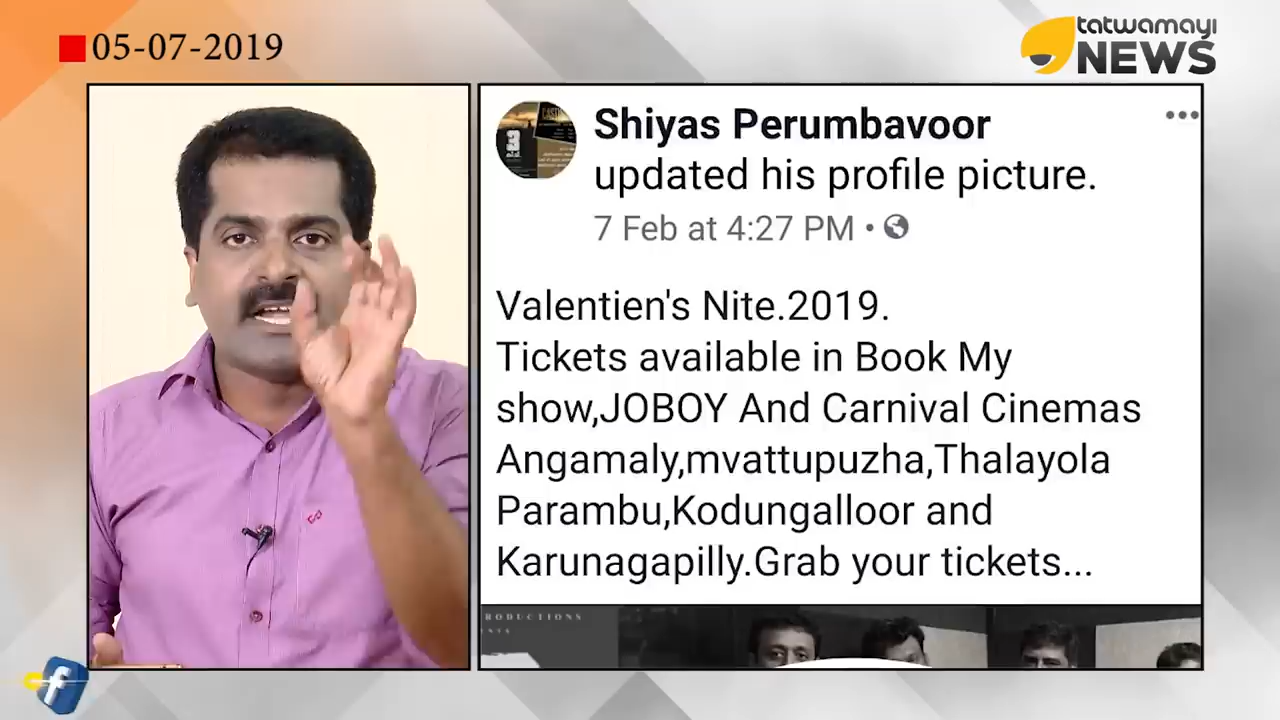 05-07-2019
tatwamayi
NEWS
Shiyas Perumbavoor
updated his profile picture.
7 Feb at 4:27 PM •
Valentien's Nite.2019.
Tickets available in Book My
show,JOBOY And Carnival Cinemas
Angamaly,mvattupuzha,Thalayola
Parambu,Kodungalloor and
Karunagapilly.Grab your tickets...
f